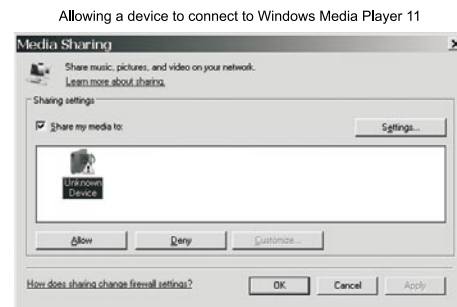 Allowing a device to connect to Windows Media Player 11
Media Sharing
Share music, pictures, and video on your network.
Learn more about sharing.
Sharing settings
Share my media to:
Settings...
Unknown
Device
Allow
Deny
Customize...
How does sharing change firewall settings?
OK
Cancel
Apply